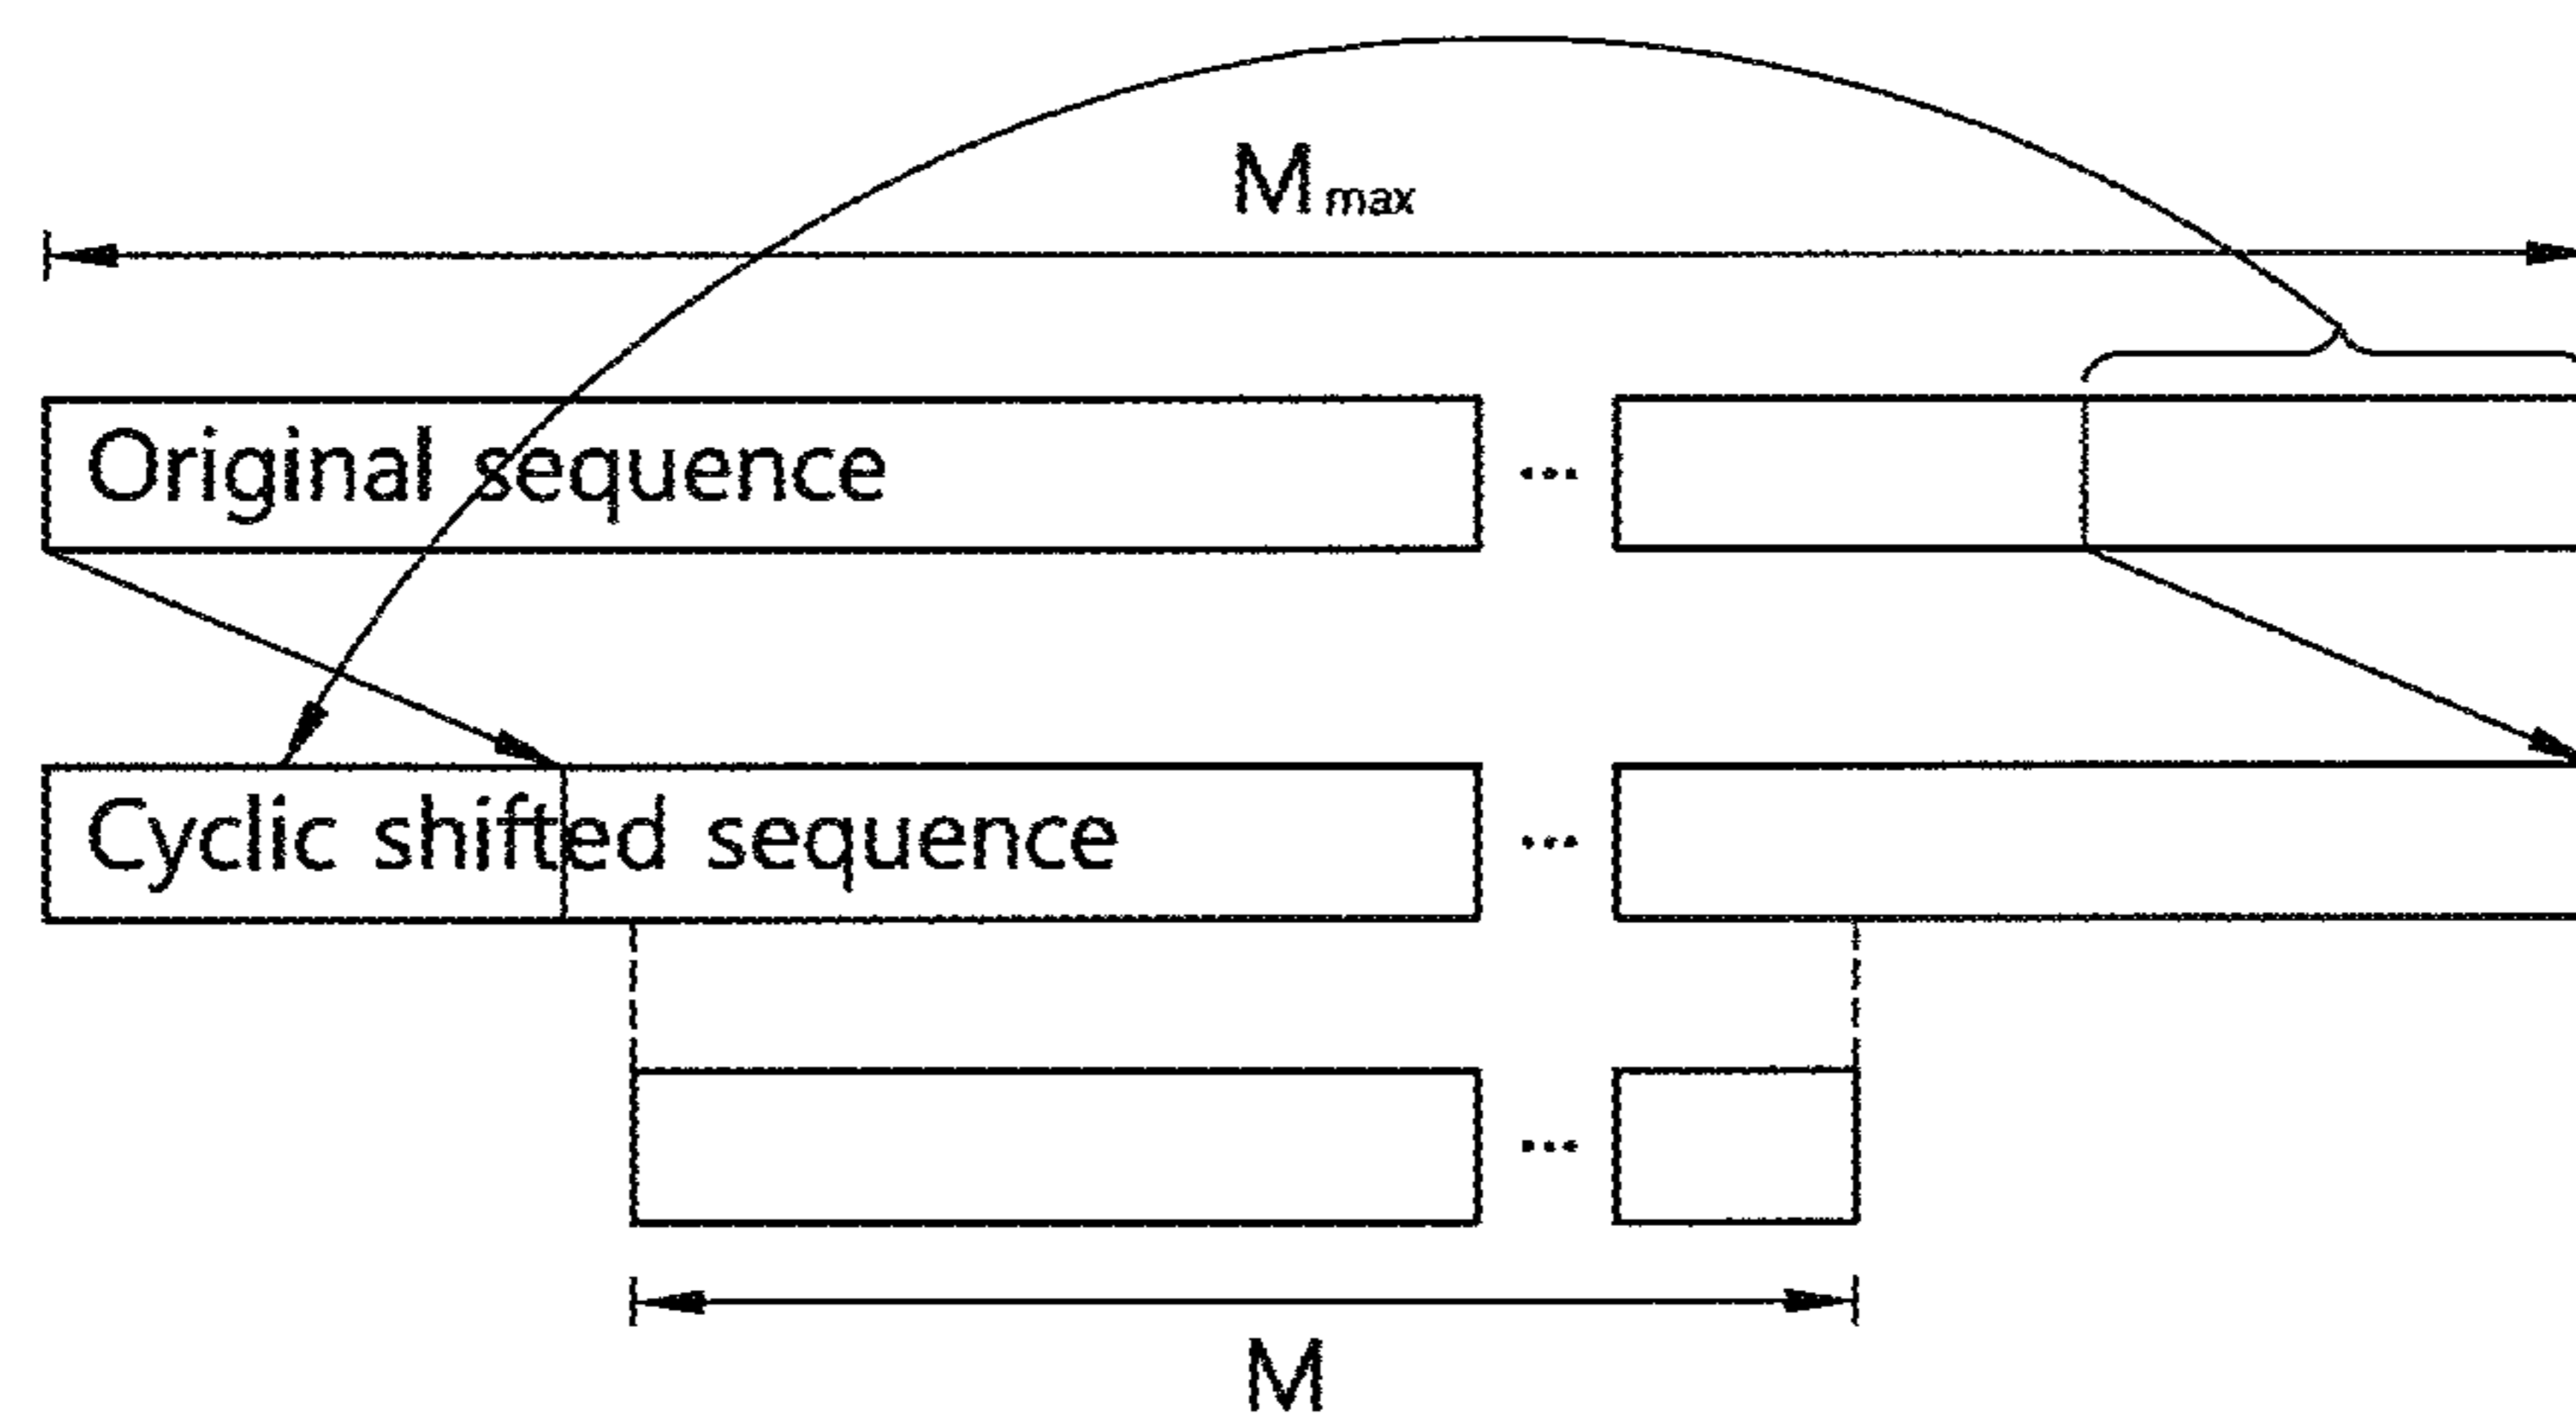 Mmax
Original sequence ...
Cyclic shifted sequence ...
...
M